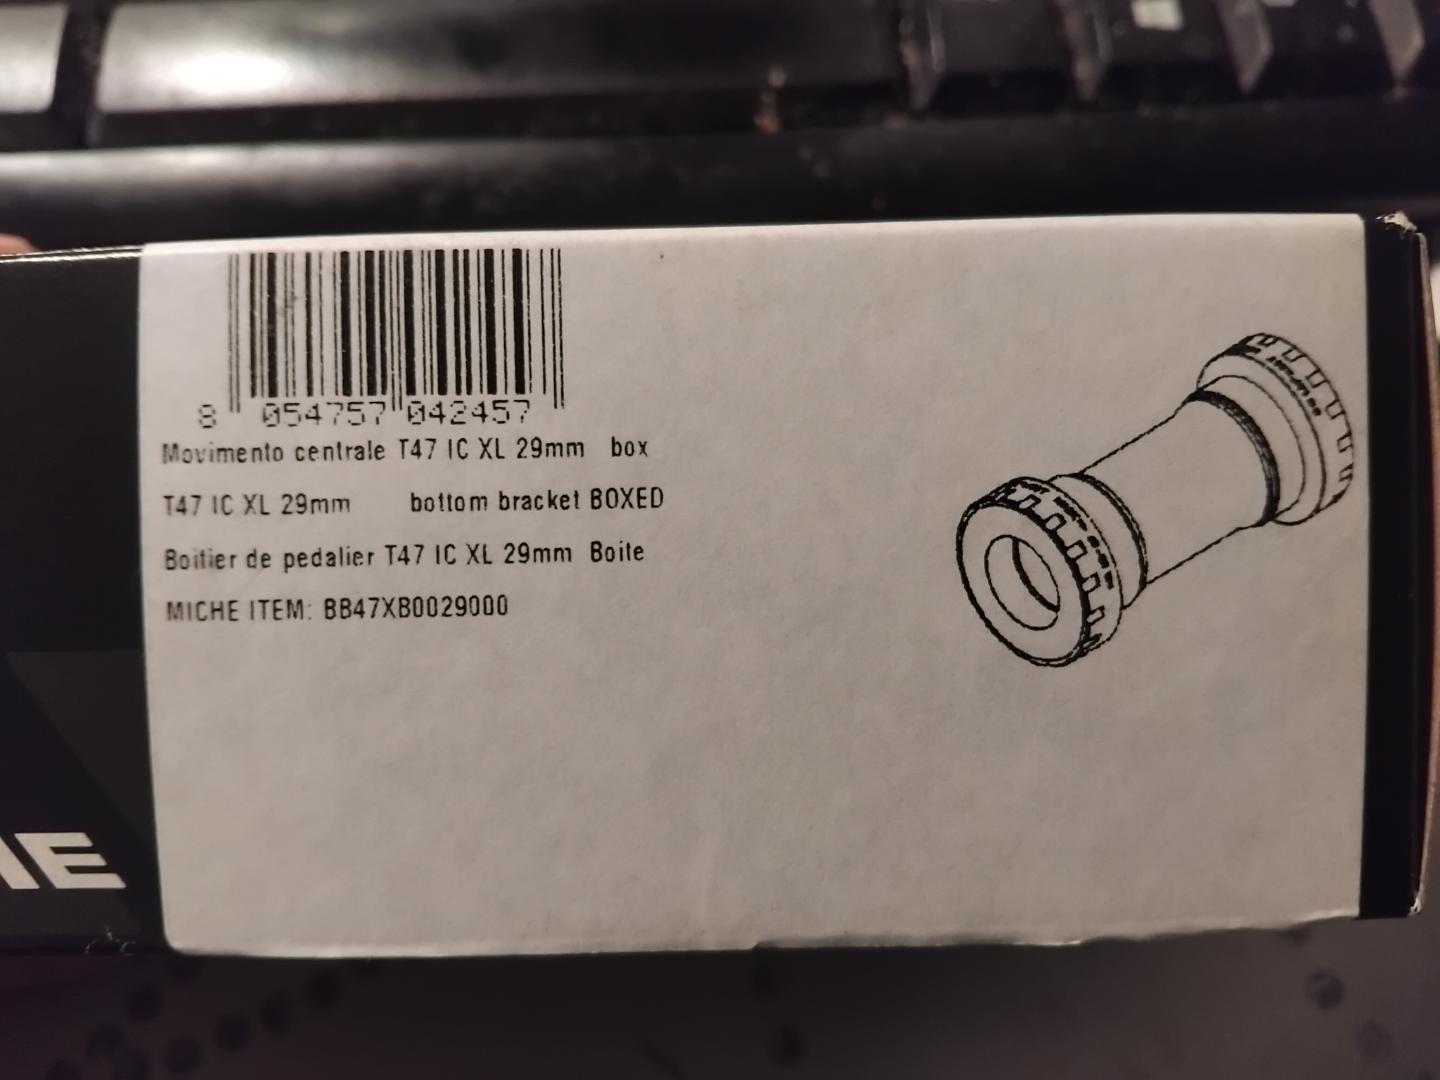 8 054757 042457
Movimento centrale T47 IC XL 29mm box
T47 IC XL 29mm bottom bracket BOXED
Boitier de pedalier T47 IC XL 29mm Boite
MICHE ITEM: BB47XB0029000